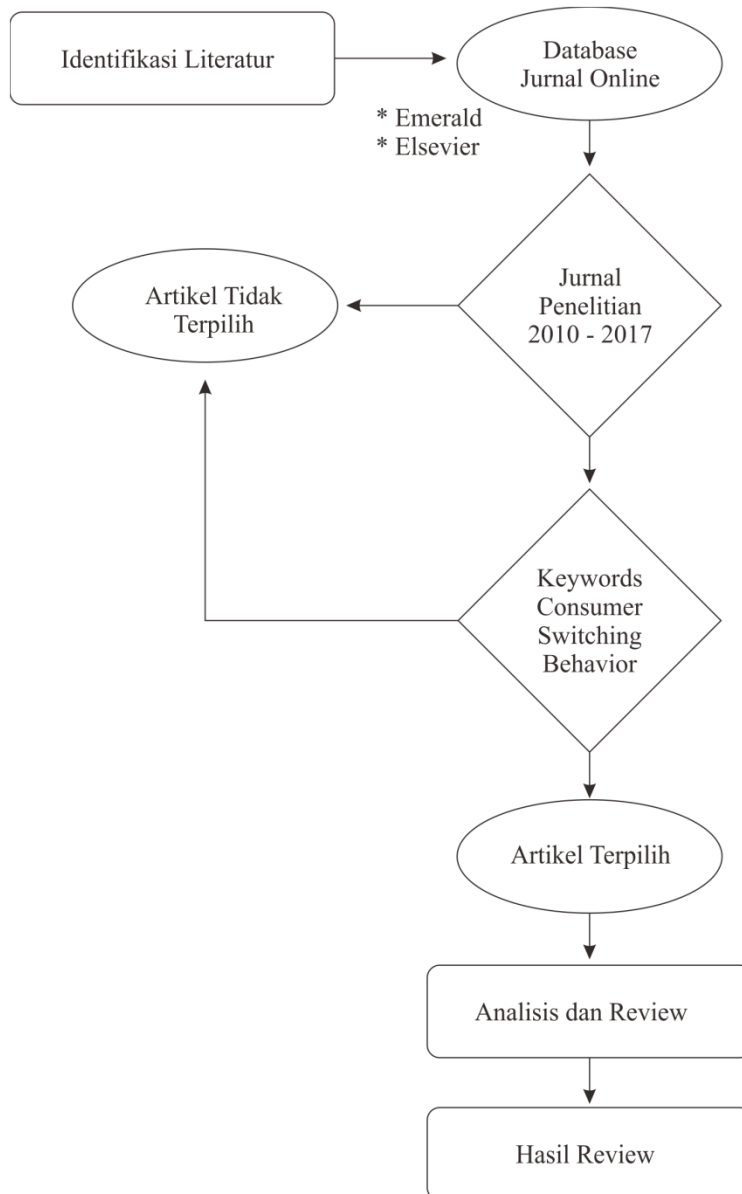 Identifikasi Literatur
Database
Jurnal Online
* Emerald
* Elsevier
Jurnal
Penelitian
2010 - 2017
Artikel Tidak
Terpilih
Keywords
Consumer
Switching
Behavior
Artikel Terpilih
Analisis dan Review
Hasil Review